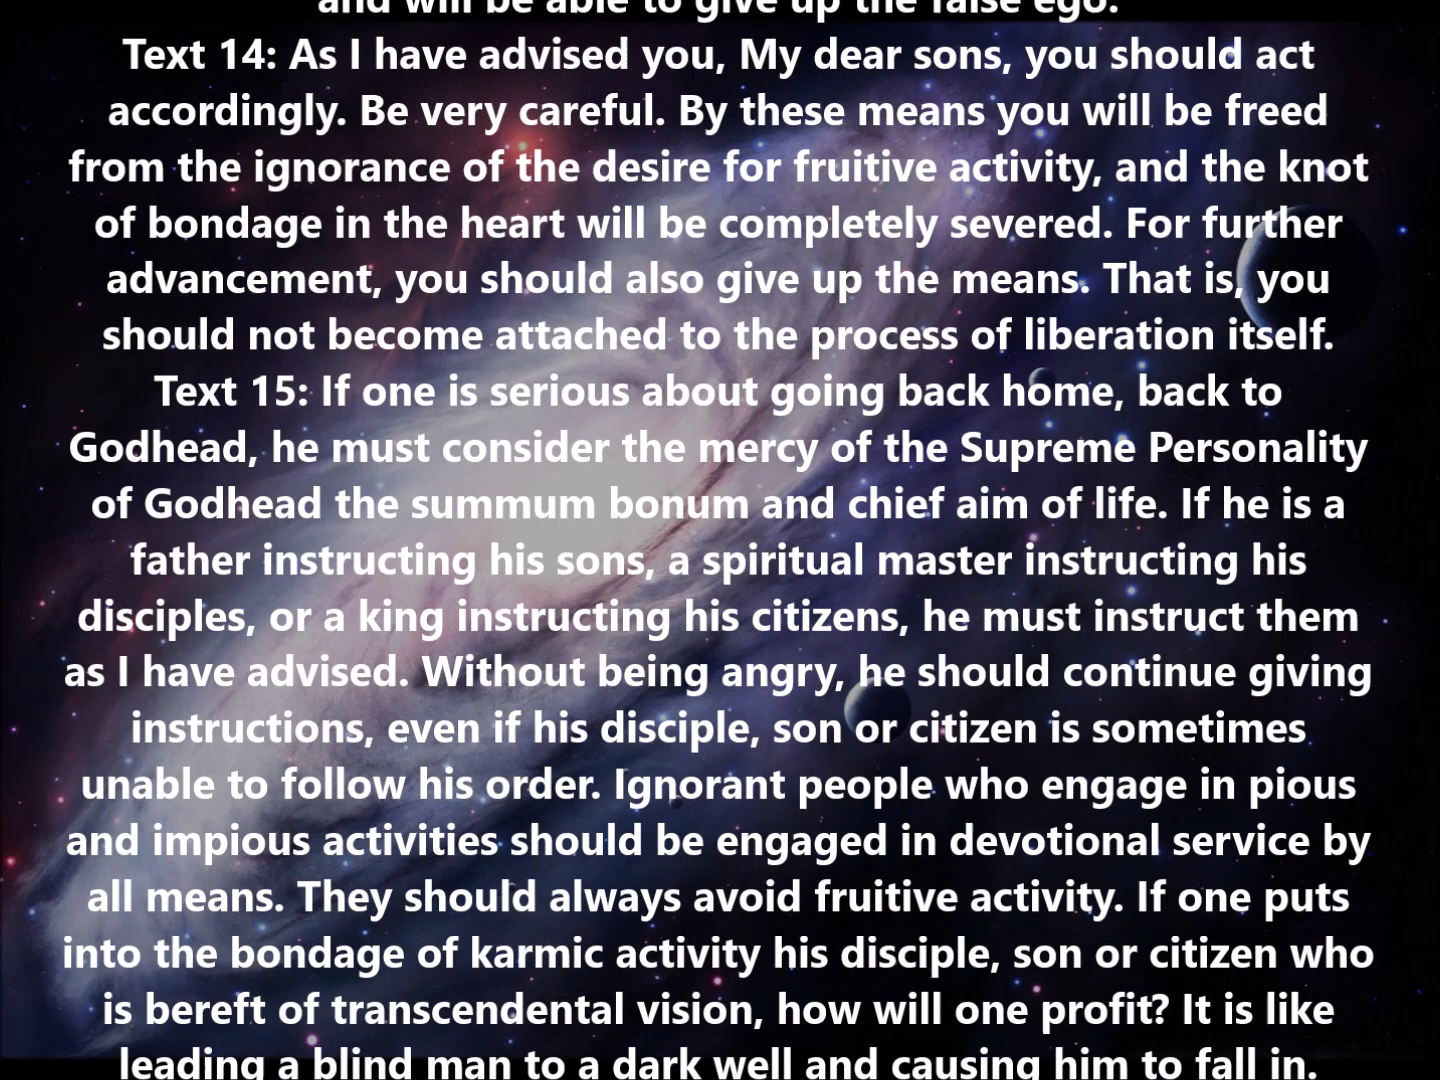 and will be able to give up the false ego.
Text 14: As I have advised you, My dear sons, you should act
accordingly. Be very careful. By these means you will be freed
from the ignorance of the desire for fruitive activity, and the knot
of bondage in the heart will be completely severed. For further
advancement, you should also give up the means. That is, you
should not become attached to the process of liberation itself.
Text 15: If one is serious about going back home, back to
Godhead, he must consider the mercy of the Supreme Personality
of Godhead the summum bonum and chief aim of life. If he is a
father instructing his sons, a spiritual master instructing his
disciples, or a king instructing his citizens, he must instruct them
as I have advised. Without being angry, he should continue giving
instructions, even if his disciple, son or citizen is sometimes
unable to follow his order. Ignorant people who engage in pious
and impious activities should be engaged in devotional service by
all means. They should always avoid fruitive activity. If one puts
into the bondage of karmic activity his disciple, son or citizen who
is bereft of transcendental vision, how will one profit? It is like
leading a blind man to a dark well and causing him to fall in.